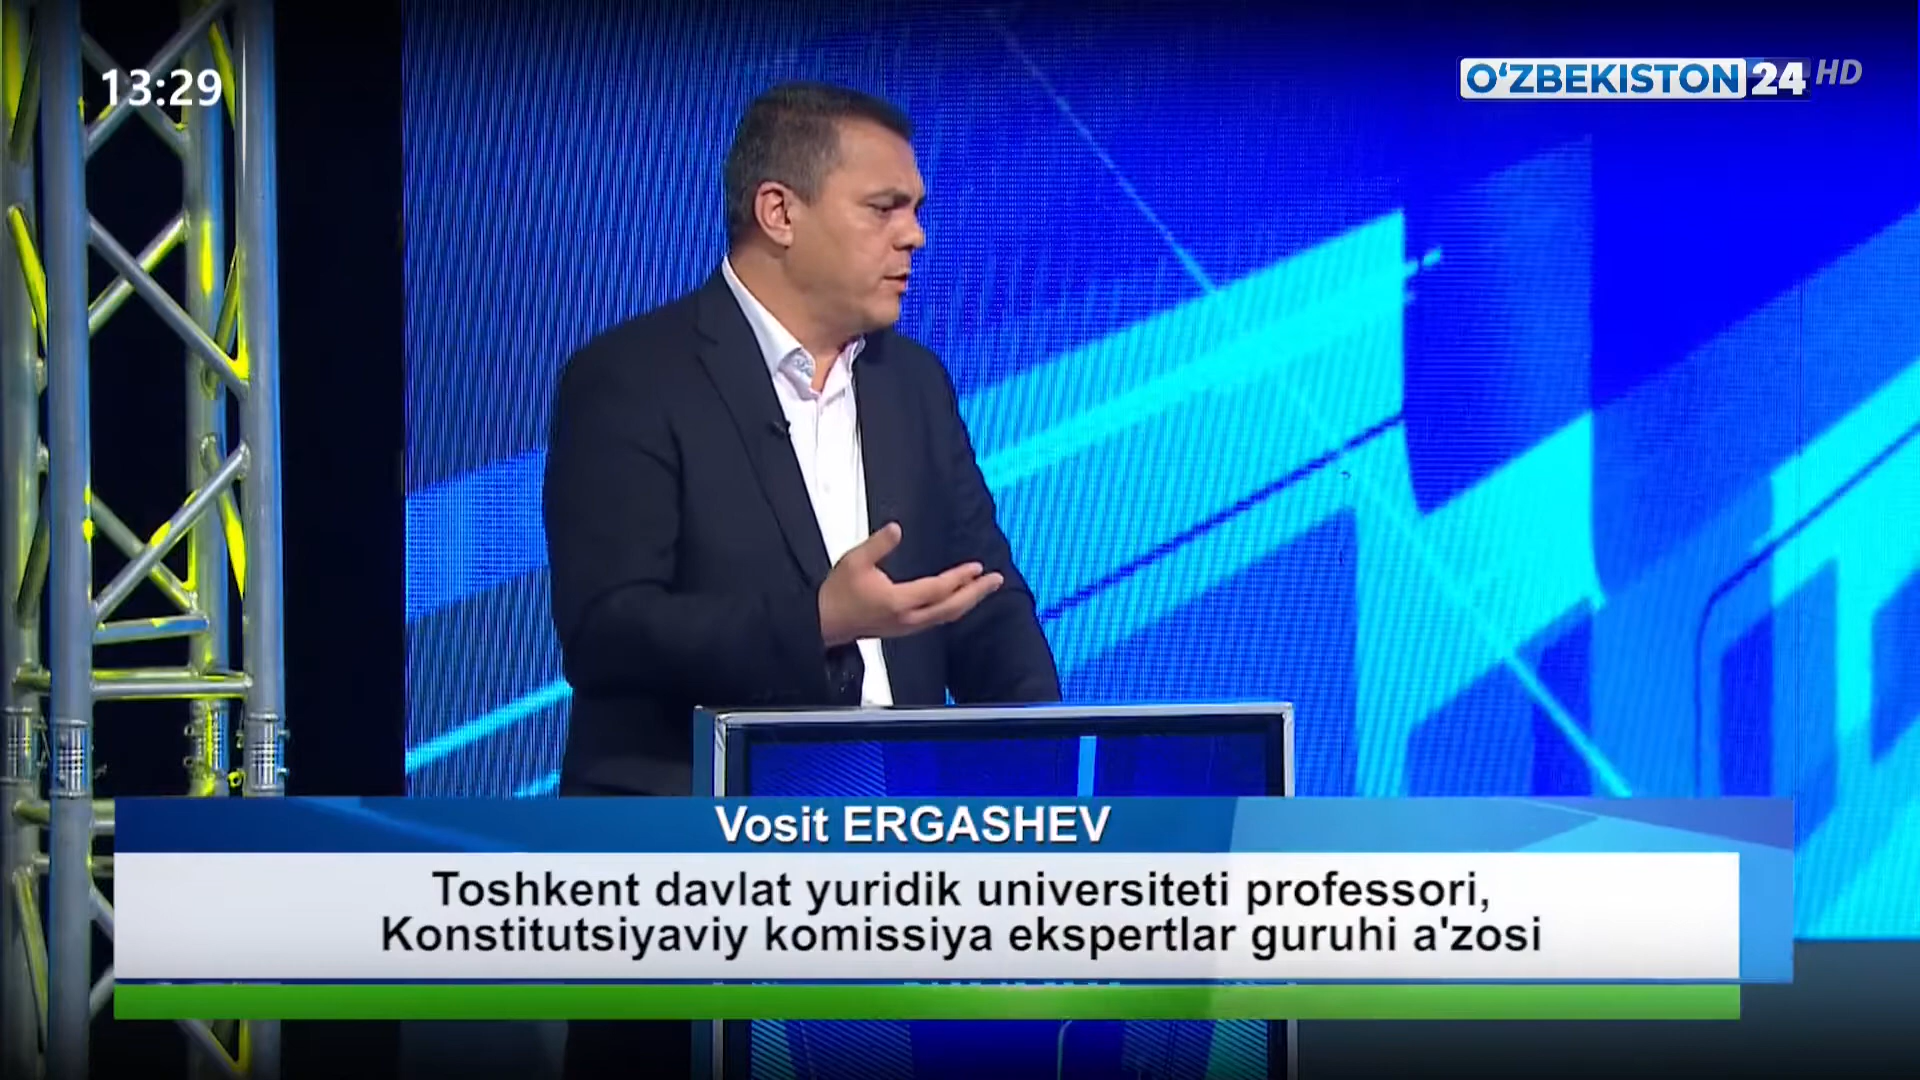 13:29
O‘ZBEKISTON 24 HD
Vosit ERGASHEV
Toshkent davlat yuridik universiteti professori,
Konstitutsiyaviy komissiya ekspertlar guruhi a'zosi